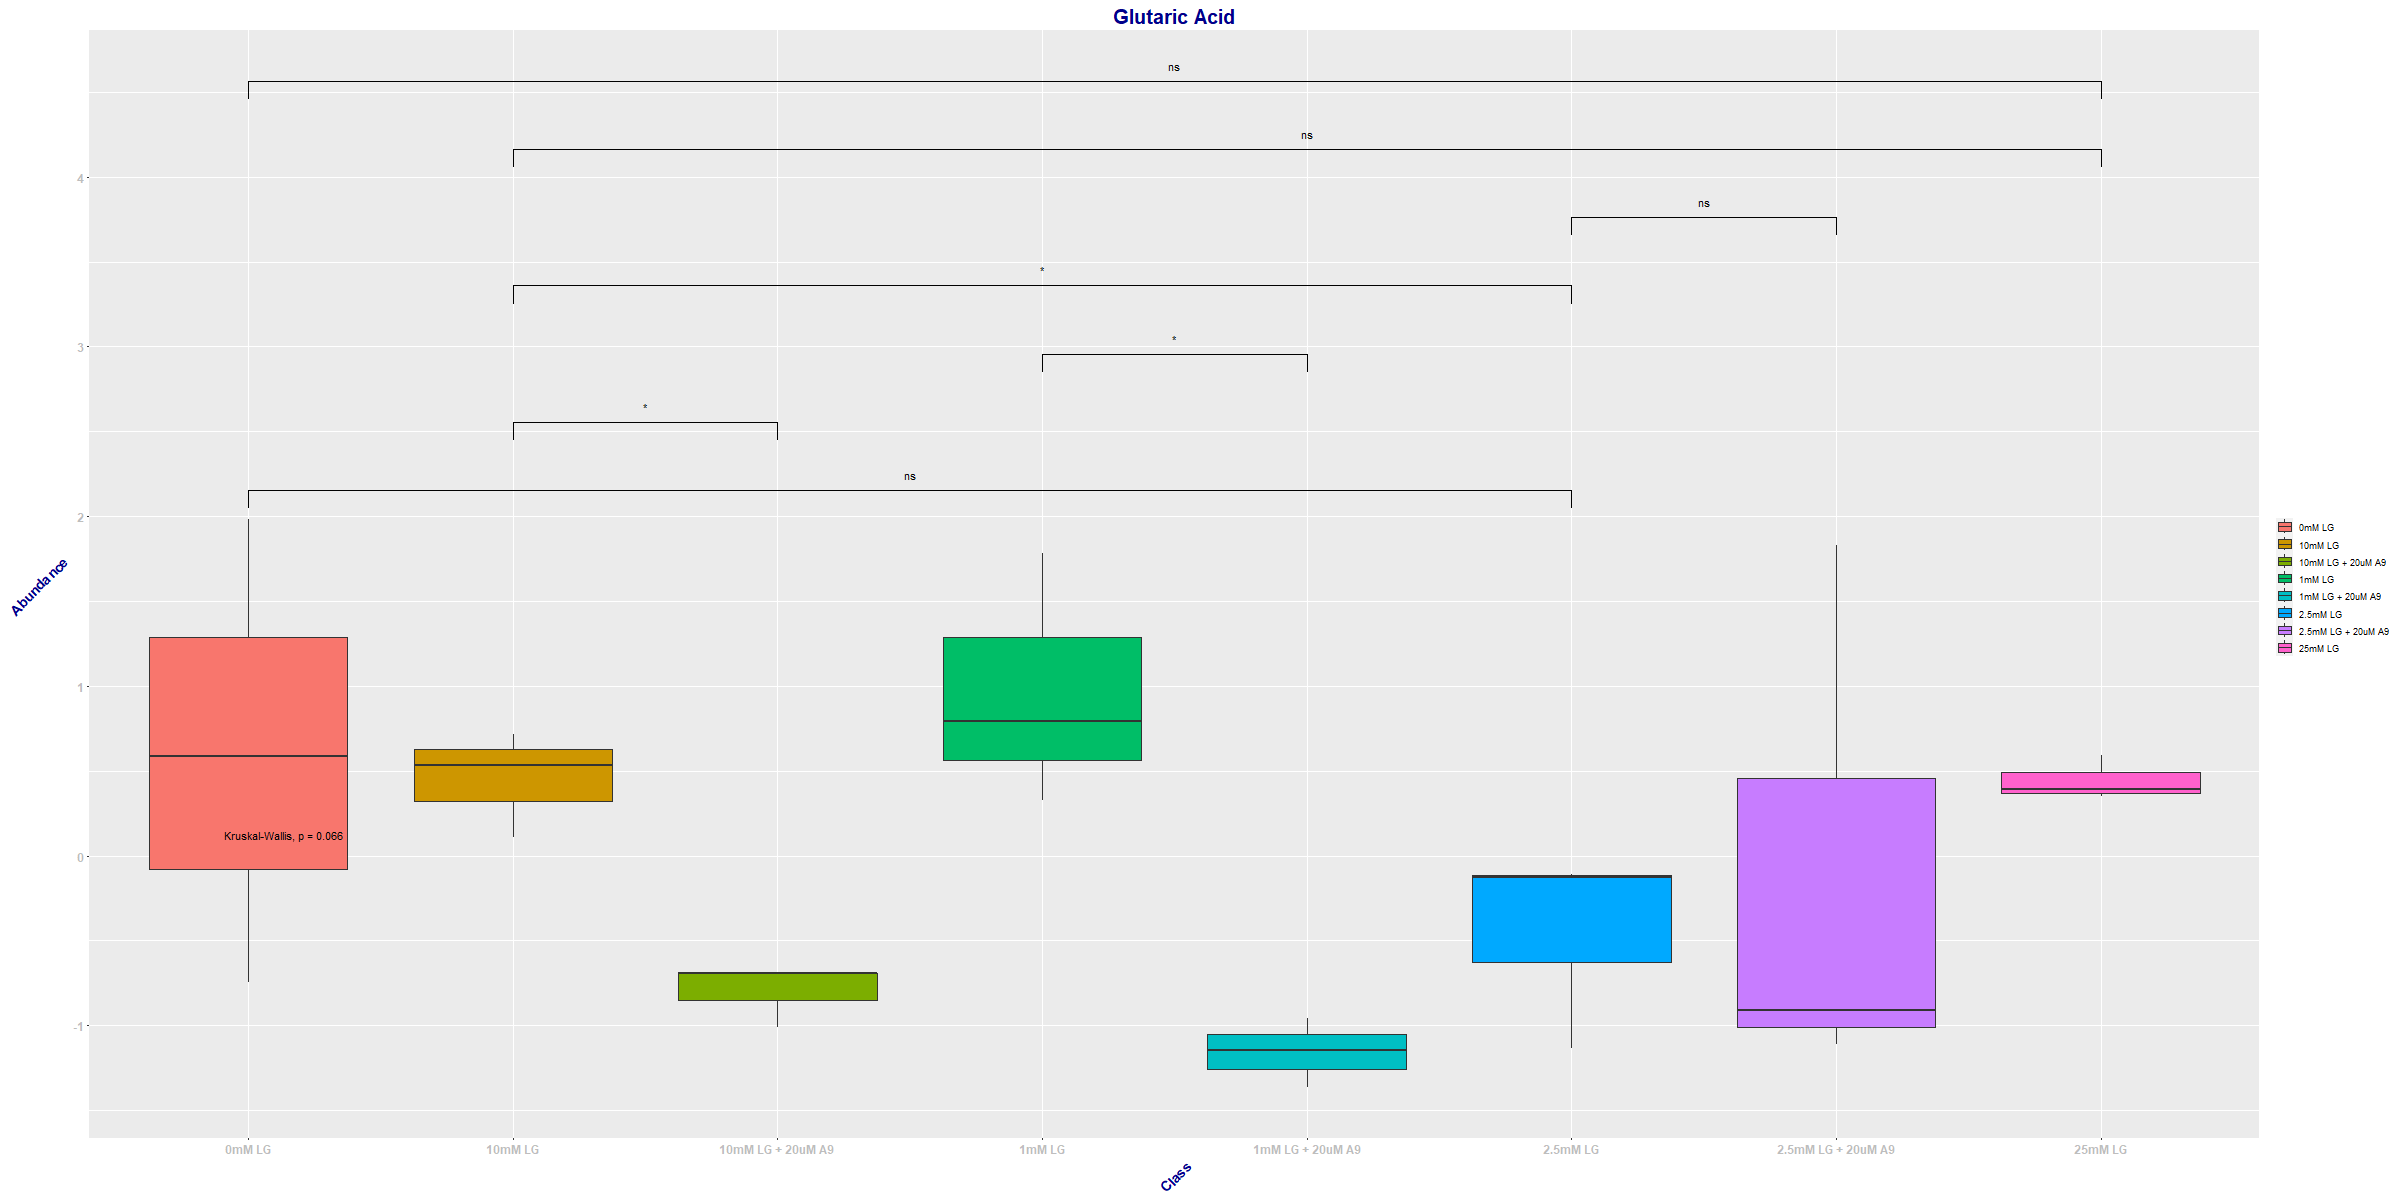 Glutaric Acid
ns
ns
4
ns
*
3
*
*
ns
2
Abundance
1
Kruskal-Wallis, p = 0.066
0
-1
0mM LG
10mM LG
10mM LG + 20uM A9
1mM LG
1mM LG + 20uM A9
2.5mM LG
2.5mM LG + 20uM A9
25mM LG
Class
0mM LG
10mM LG
10mM LG + 20uM A9
1mM LG
1mM LG + 20uM A9
2.5mM LG
2.5mM LG + 20uM A9
25mM LG